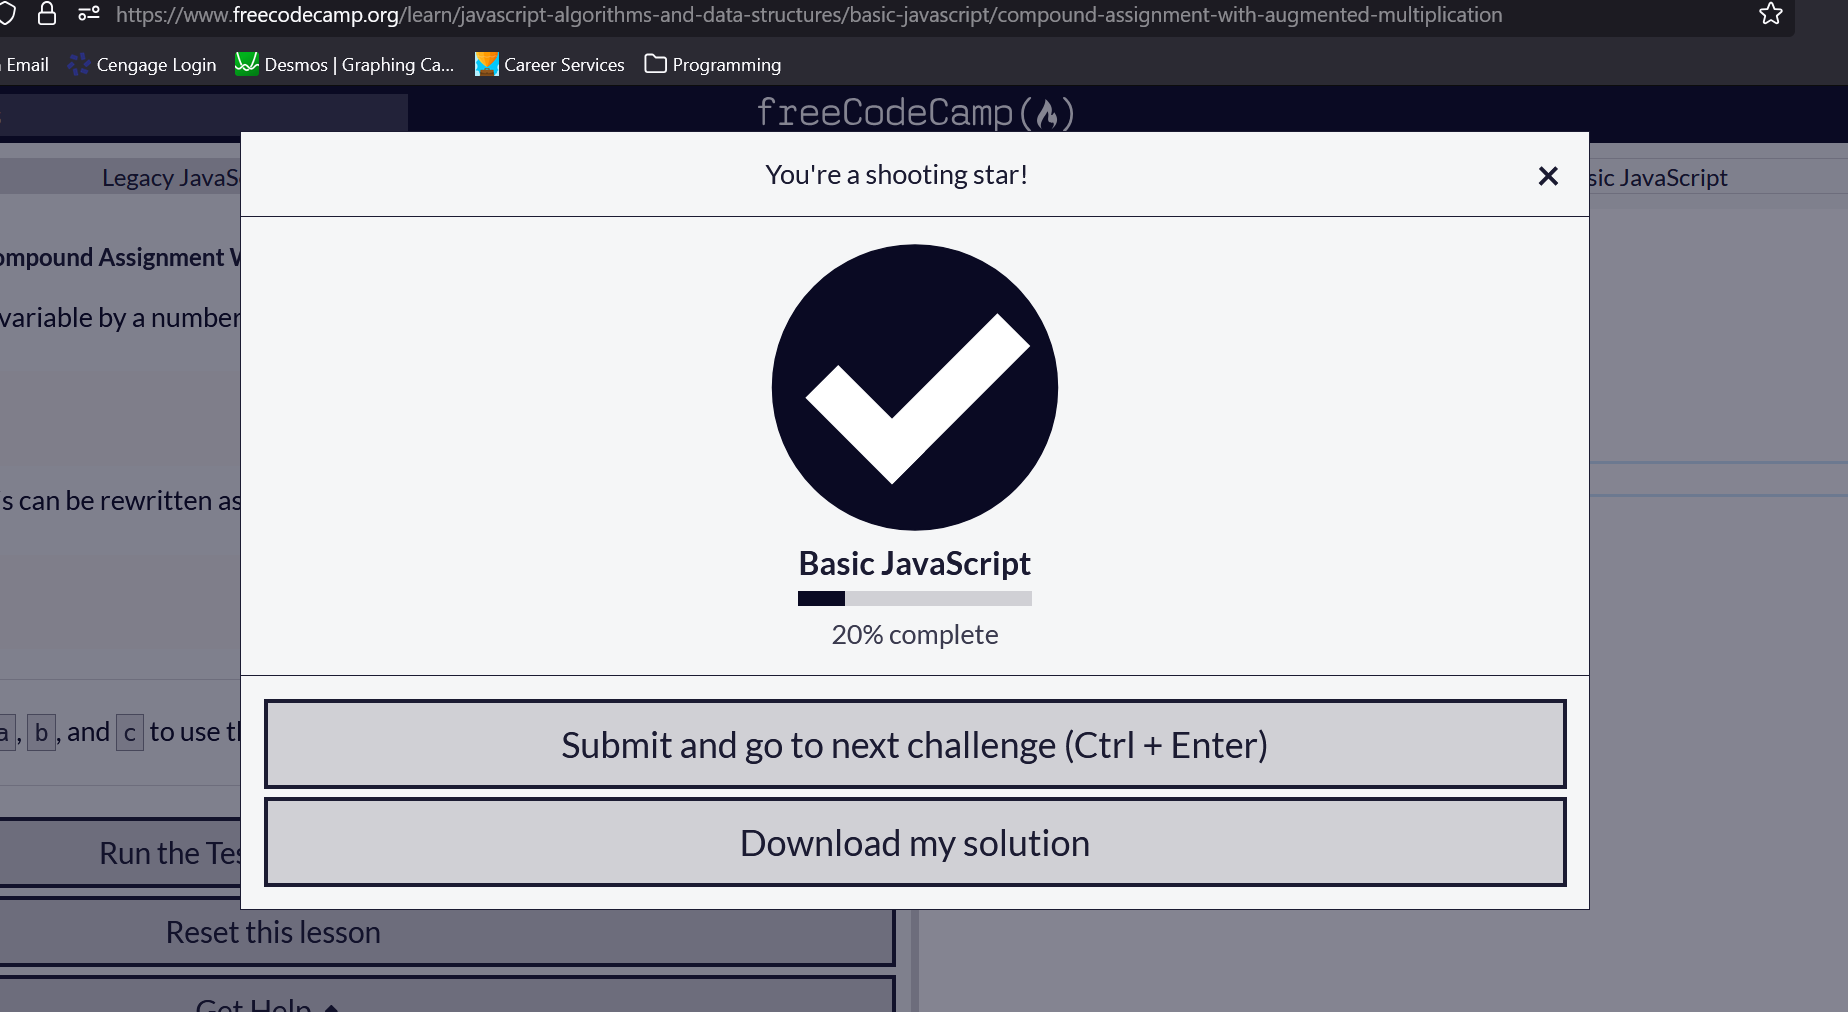 https://www.freecodecamp.org/learn/javascript-algorithms-and-data-structures/basic-javascript/compound-assignment-with-augmented-multiplication
Email Cengage Login Desmos | Graphing Ca... Career Services Programming
freeCodeCamp
You're a shooting star!
Legacy JavaS
sic JavaScript
ompound Assignment W
variable by a number
s can be rewritten as
Basic JavaScript
20% complete
a, b, and c to use th
Submit and go to next challenge (Ctrl + Enter)
Download my solution
Run the Tes
Reset this lesson
Get Help